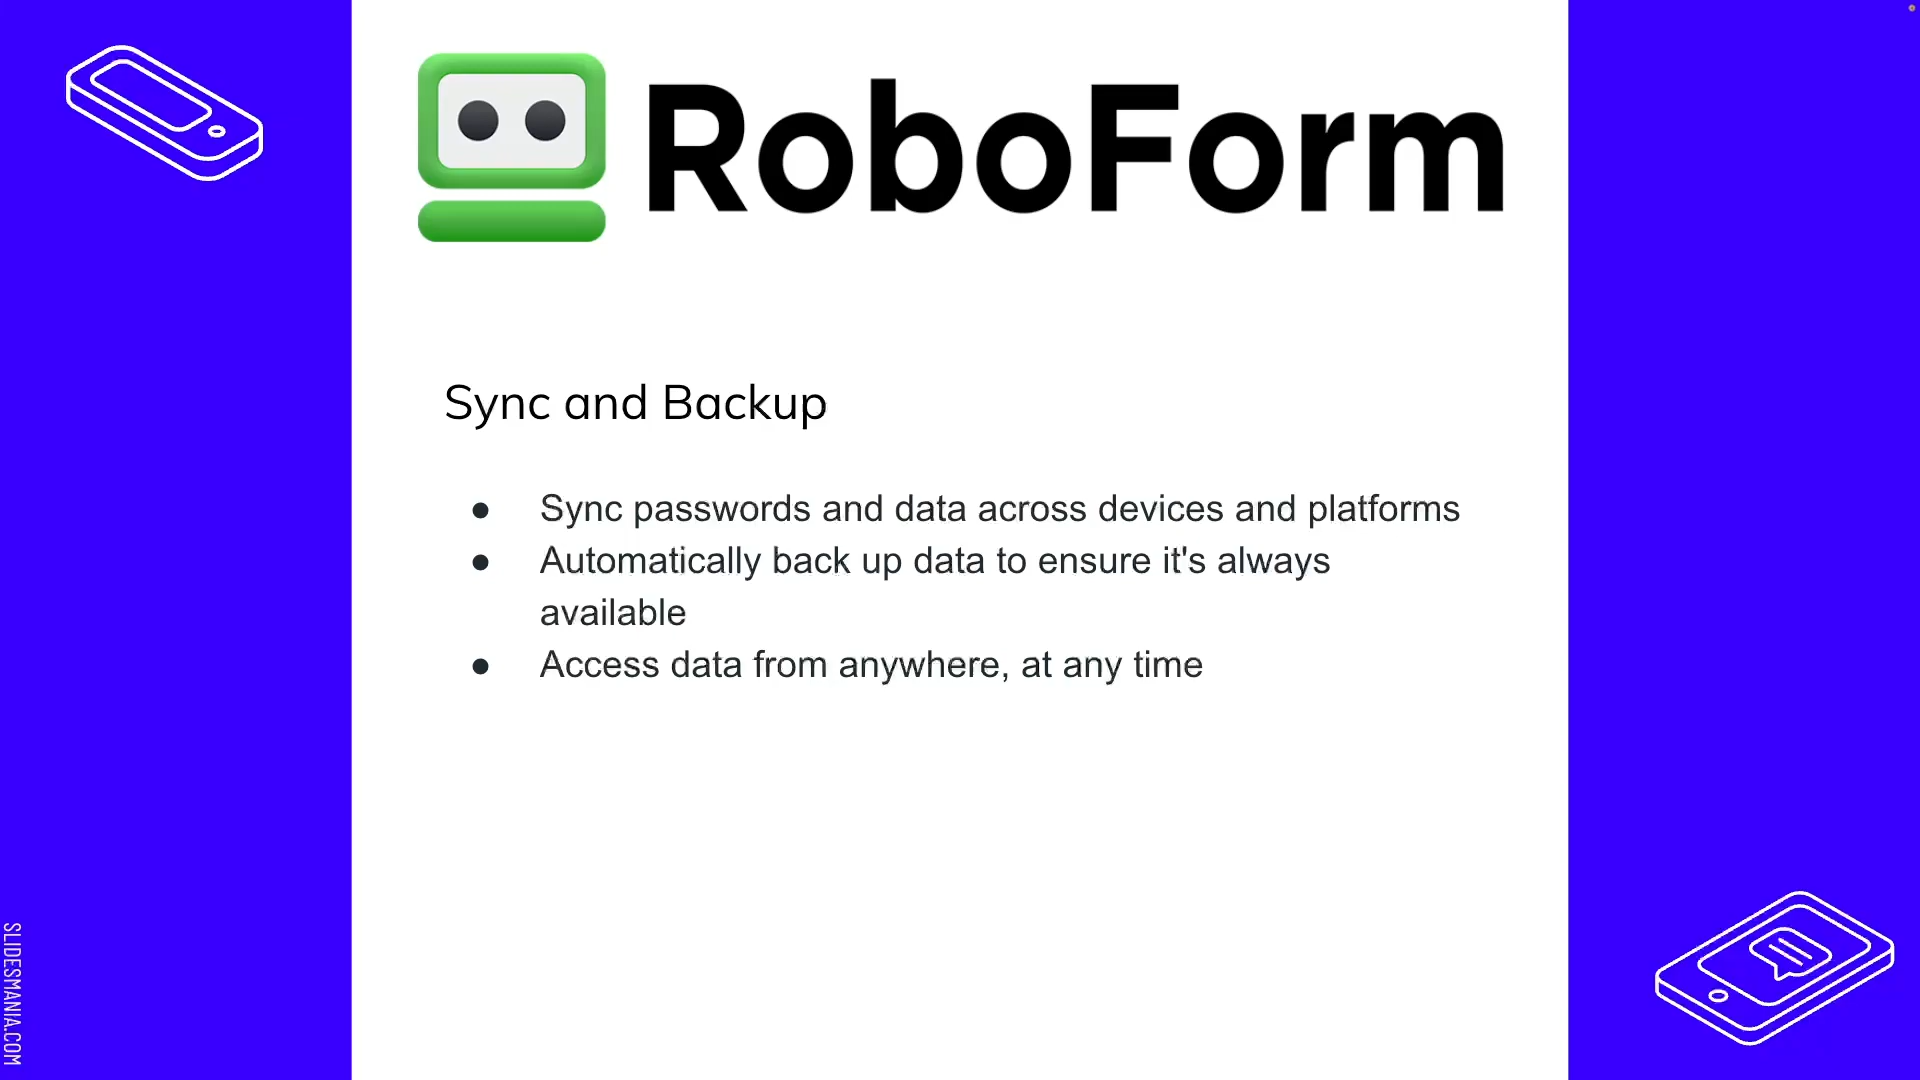 RoboForm
Sync and Backup
● Sync passwords and data across devices and platforms
● Automatically back up data to ensure it's always
available
● Access data from anywhere, at any time
SLIDESMANIA.COM